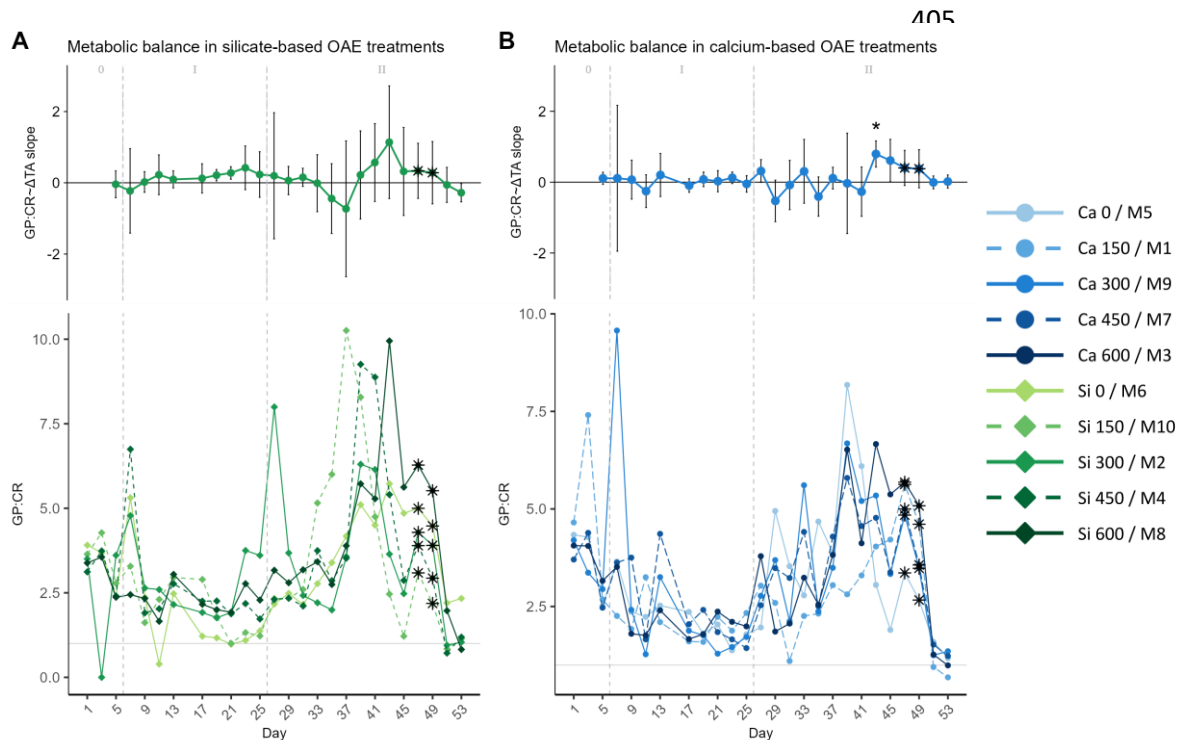 405
A Metabolic balance in silicate-based OAE treatments
B Metabolic balance in calcium-based OAE treatments
0 I II
0 I II
GP:CR-ΔTA slope
2
0
-2
GP:CR-ΔTA slope
2
0
-2
*
GP:CR
10.0
7.5
5.0
2.5
0.0
1 5 9 13 17 21 25 29 33 37 41 45 49 53
Day
GP:CR
10.0
7.5
5.0
2.5
1 5 9 13 17 21 25 29 33 37 41 45 49 53
Day
Ca 0 / M5
Ca 150 / M1
Ca 300 / M9
Ca 450 / M7
Ca 600 / M3
Si 0 / M6
Si 150 / M10
Si 300 / M2
Si 450 / M4
Si 600 / M8